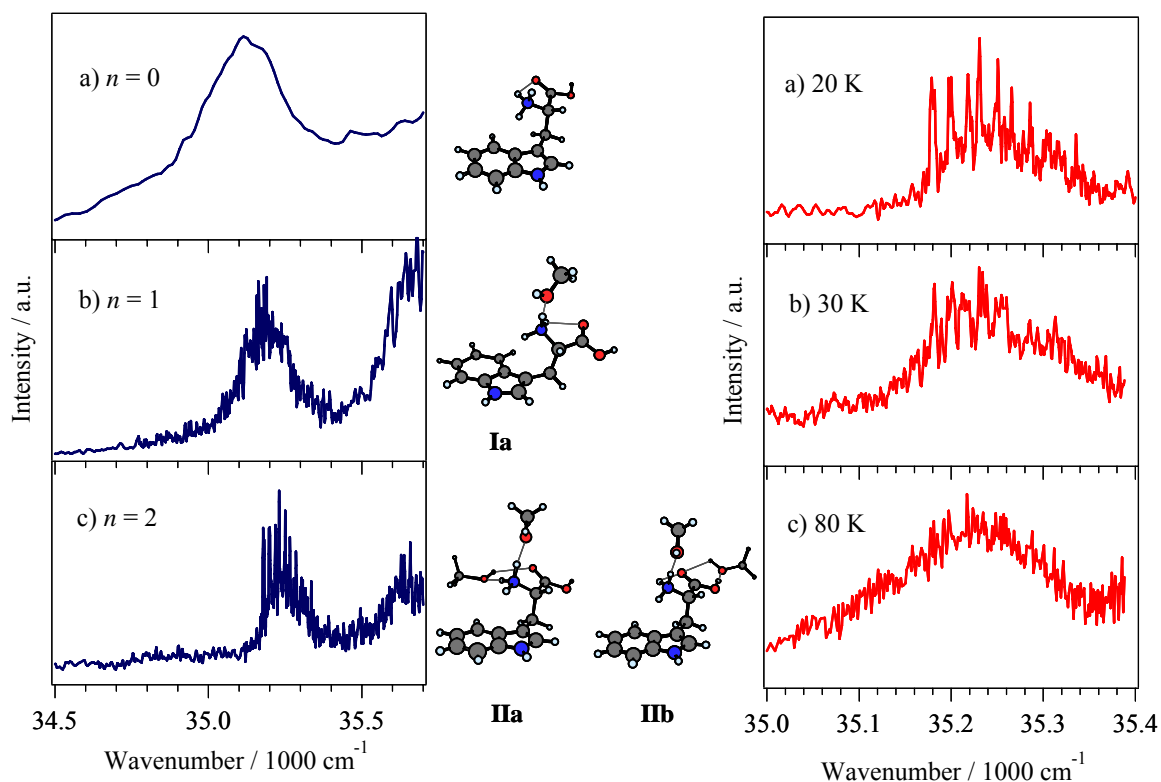 a) n = 0
b) n = 1
c) n = 2
Intensity / a.u.
34.5 35.0 35.5
Wavenumber / 1000 cm-1
Ia
IIa IIb
a) 20 K
b) 30 K
c) 80 K
Intensity / a.u.
35.0 35.1 35.2 35.3 35.4
Wavenumber / 1000 cm-1